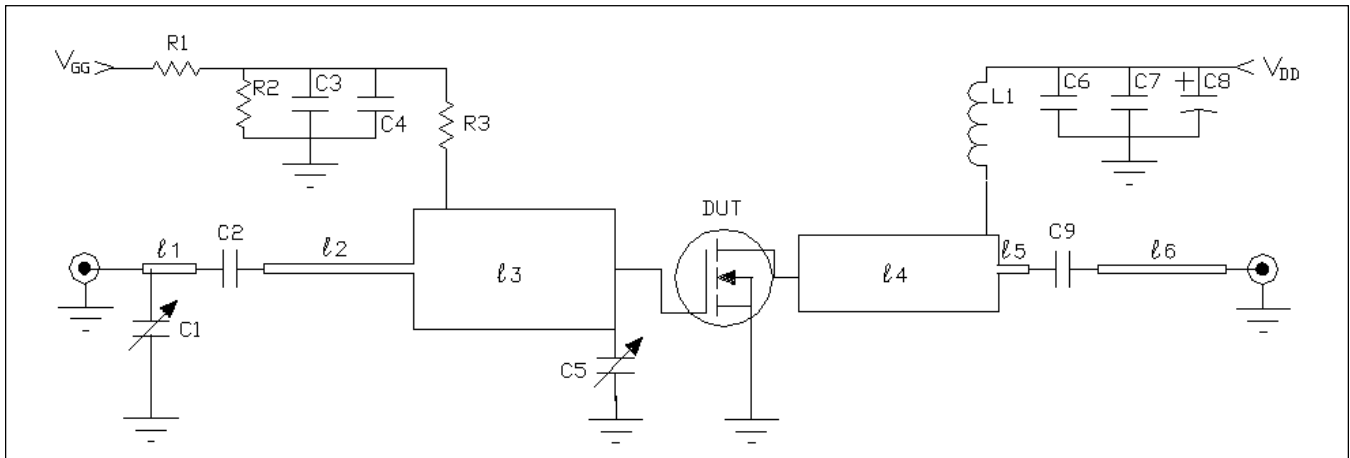 R1
VGG
R2
C3
C4
R3
L1
C6
C7
+
C8
VDD
DUT
ℓ1
C2
ℓ2
ℓ3
ℓ4
ℓ5
C9
ℓ6
C1
C5